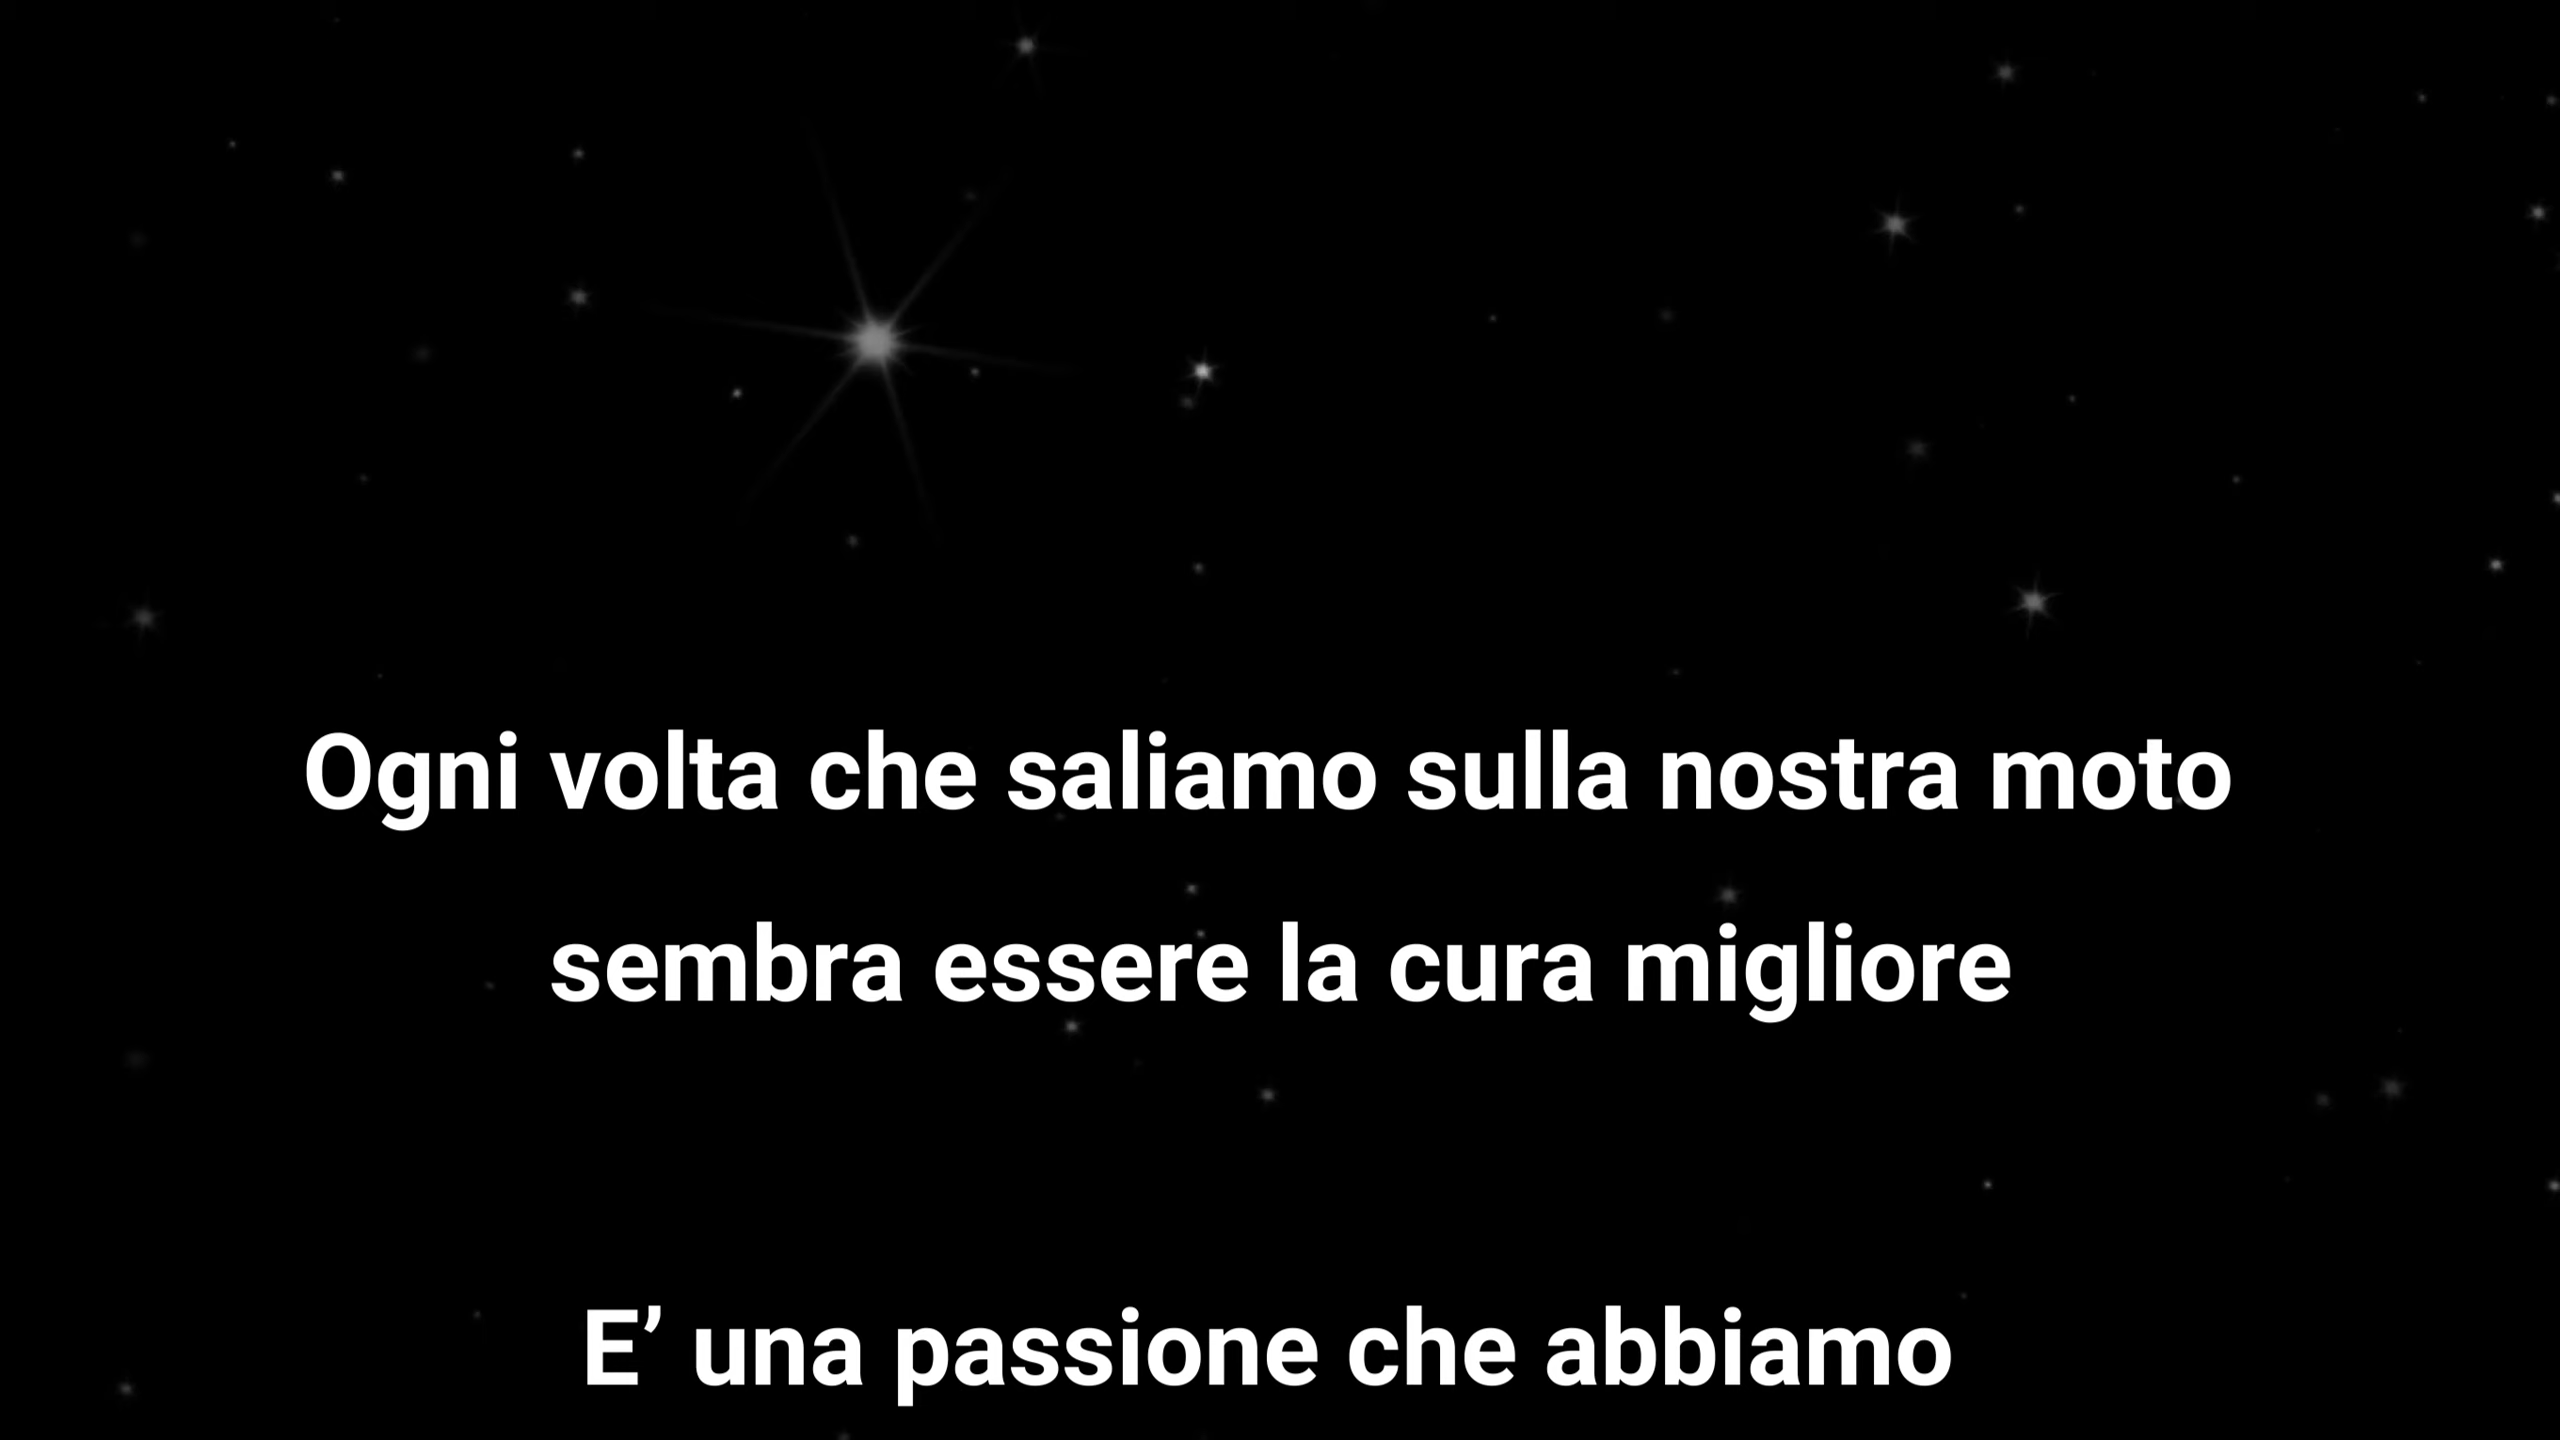 Ogni volta che saliamo sulla nostra moto
sembra essere la cura migliore
E’ una passione che abbiamo